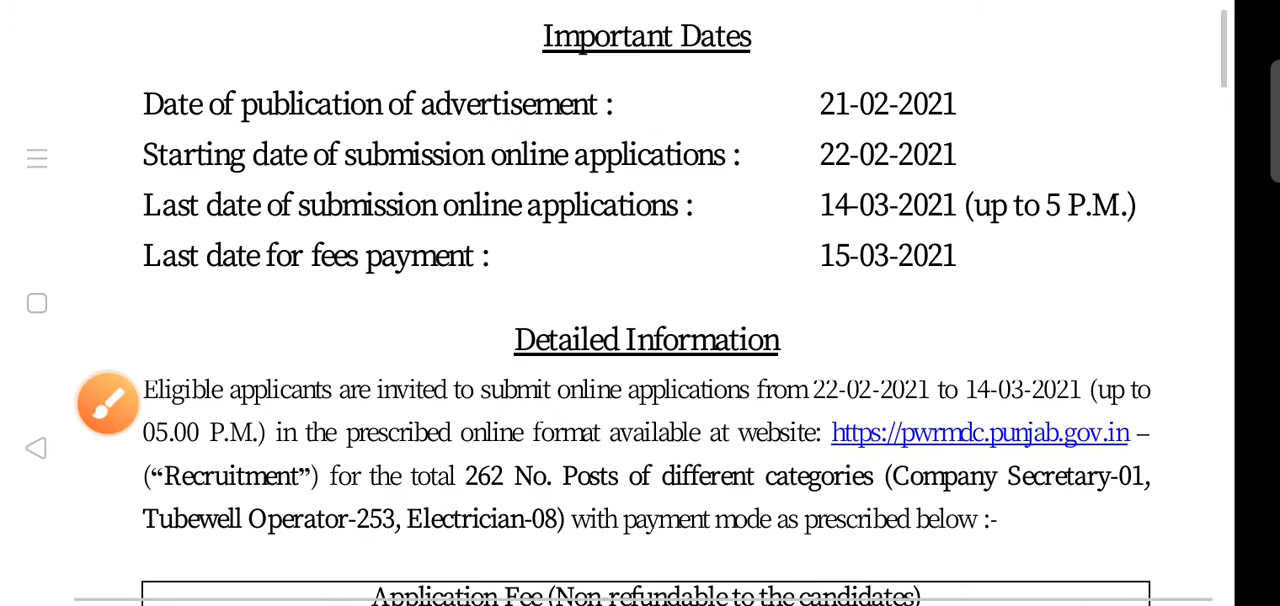 Important Dates
Date of publication of advertisement : 21-02-2021
Starting date of submission online applications : 22-02-2021
Last date of submission online applications : 14-03-2021 (up to 5 P.M.)
Last date for fees payment : 15-03-2021
Detailed Information
Eligible applicants are invited to submit online applications from 22-02-2021 to 14-03-2021 (up to
05.00 P.M.) in the prescribed online format available at website: https://pwrmdc.punjab.gov.in –
(“Recruitment”) for the total 262 No. Posts of different categories (Company Secretary-01,
Tubewell Operator-253, Electrician-08) with payment mode as prescribed below :-
Application Fee (Non refundable to the candidates)